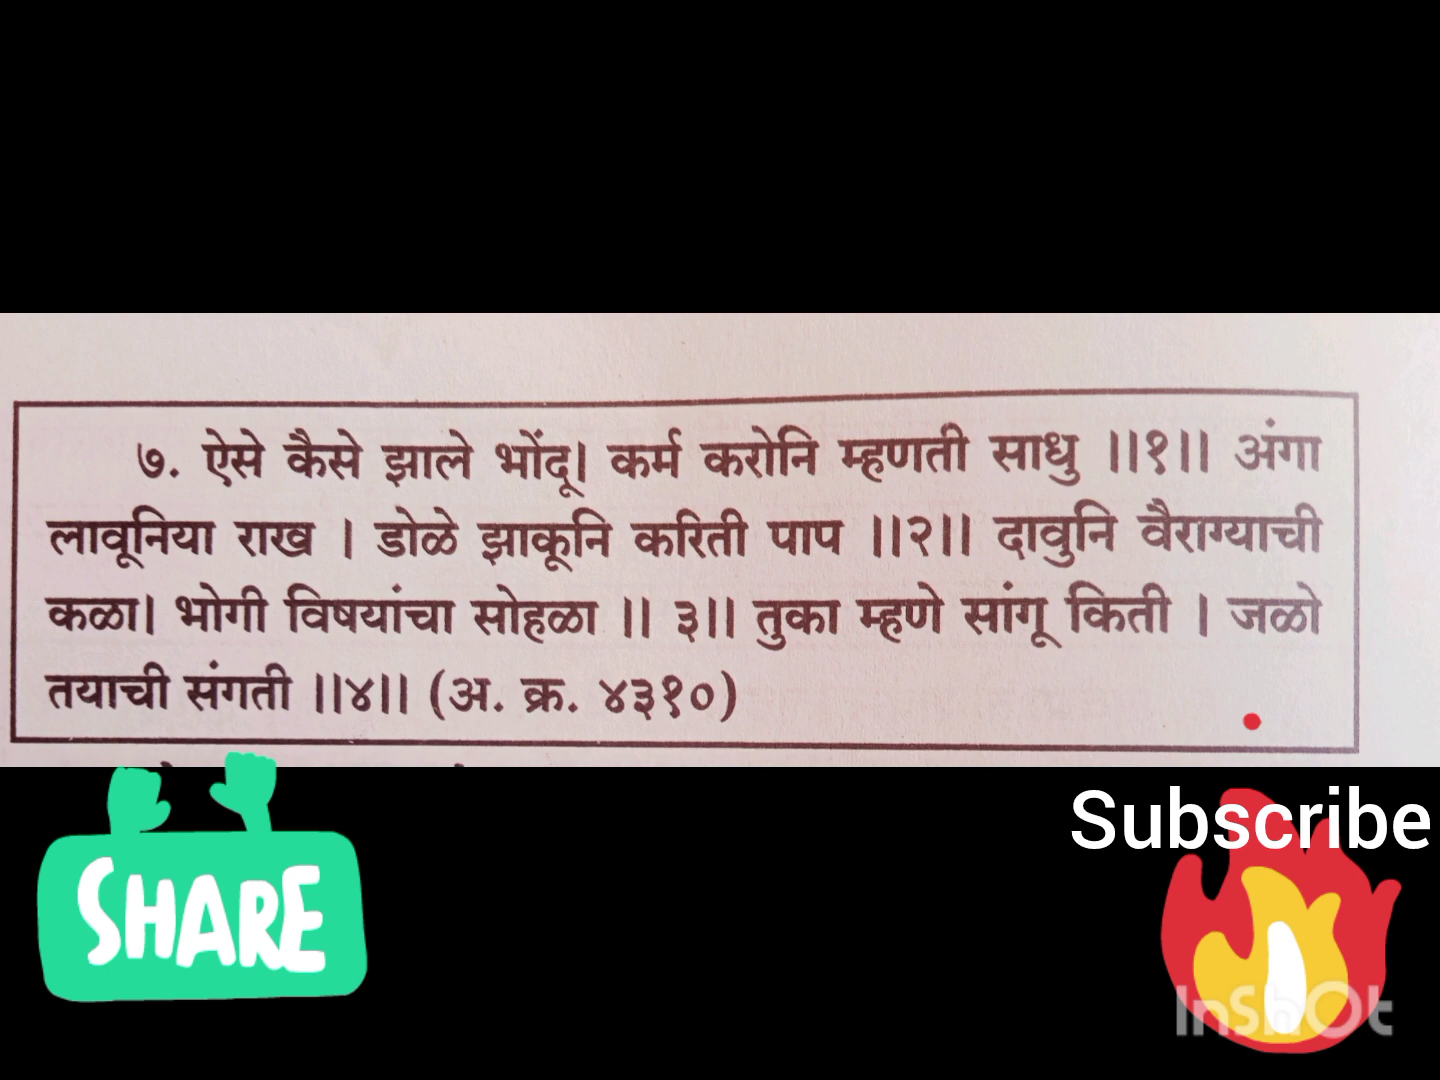 ७. ऐसे कैसे झाले भोंदू। कर्म करोनि म्हणती साधु ।।१।। अंगा
लावूनिया राख । डोळे झाकूनि करिती पाप ।।२।। दावुनि वैराग्याची
कळा। भोगी विषयांचा सोहळा ।। ३।। तुका म्हणे सांगू किती । जळो
तयाची संगती ।।४।। (अ. क्र. ४३१०)
SHARE
Subscribe
InShOt